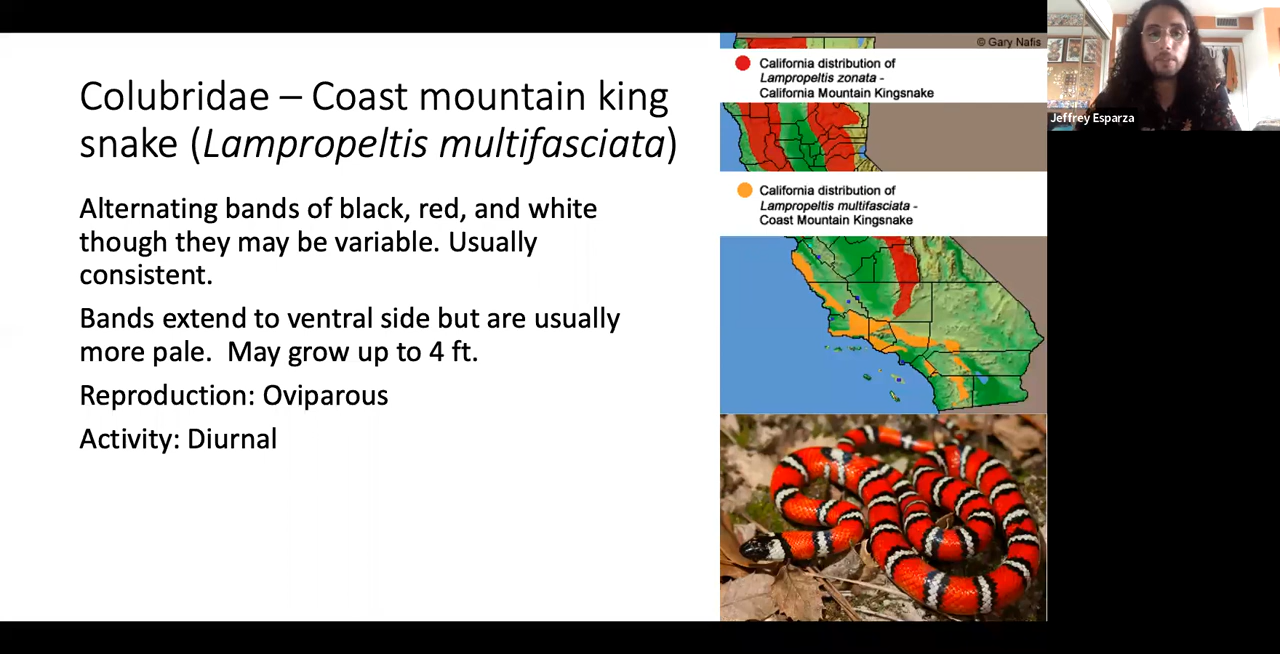 Colubridae – Coast mountain king
snake (Lampropeltis multifasciata)
Alternating bands of black, red, and white
though they may be variable. Usually
consistent.
Bands extend to ventral side but are usually
more pale. May grow up to 4 ft.
Reproduction: Oviparous
Activity: Diurnal
© Gary Nafis
California distribution of
Lampropeltis zonata -
California Mountain Kingsnake
California distribution of
Lampropeltis multifasciata -
Coast Mountain Kingsnake
Jeffrey Esparza